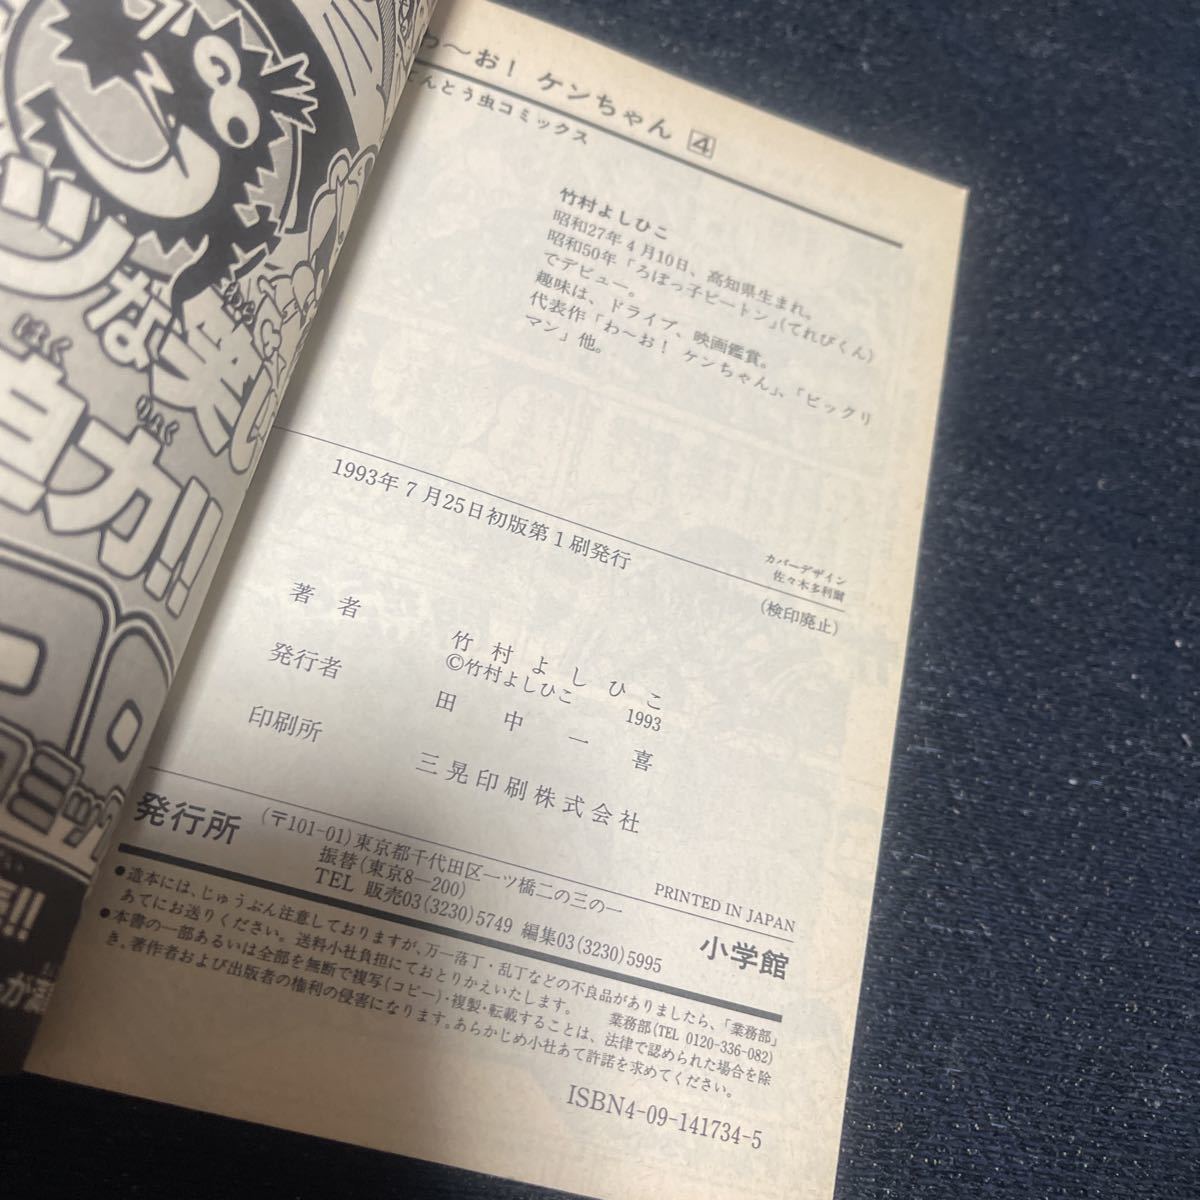 わ〜お！ ケンちゃん 4
てんとう虫コミックス
竹村よしひこ
昭和27年4月10日、高知県生まれ。
昭和50年「ろぼっ子ビートン」(てれびくん)
でデビュー。
趣味は、ドライブ、映画鑑賞。
代表作「わ〜お！ ケンちゃん」、「ビックリ
マン」他。
1993年7月25日初版第1刷発行
カバーデザイン
佐々木多利爾
(検印廃止)
著者 竹村よしひこ
©竹村よしひこ 1993
発行者 田中一喜
印刷所 三晃印刷株式会社
PRINTED IN JAPAN
発行所 (〒101-01)東京都千代田区一ツ橋二の三の一
振替(東京8-200)
TEL 販売03(3230)5749 編集03(3230)5995
小学館
●造本には、じゅうぶん注意しておりますが、万一落丁・乱丁などの不良品がありましたら、「業務部」
あてにお送りください。送料小社負担にておとりかえいたします。 業務部(TEL 0120-336-082)
●本書の一部あるいは全部を無断で複写(コピー)・複製・転載することは、法律で認められた場合を除
き、著作者および出版者の権利の侵害になります。あらかじめ小社あて許諾を求めてください。
ISBN4-09-141734-5